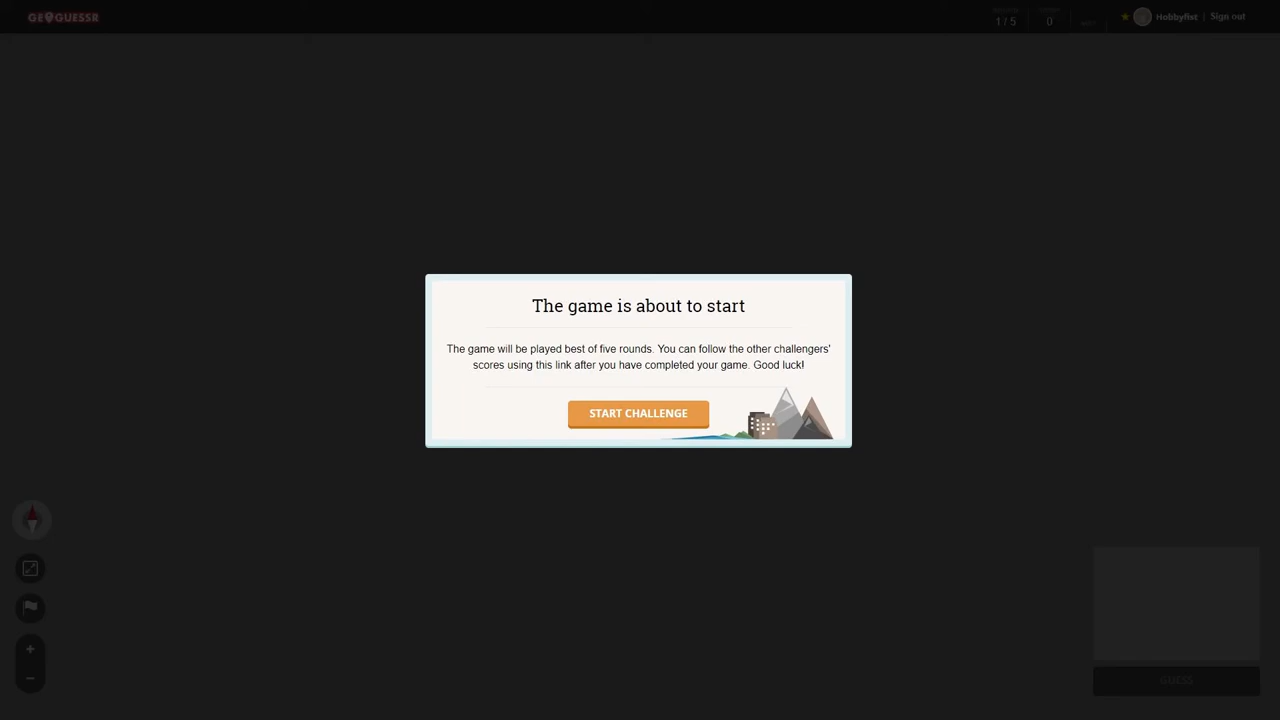 GEOGUESSR
1 / 5
0
Hobbyfist | Sign out
The game is about to start
The game will be played best of five rounds. You can follow the other challengers'
scores using this link after you have completed your game. Good luck!
START CHALLENGE
+
−
GUESS